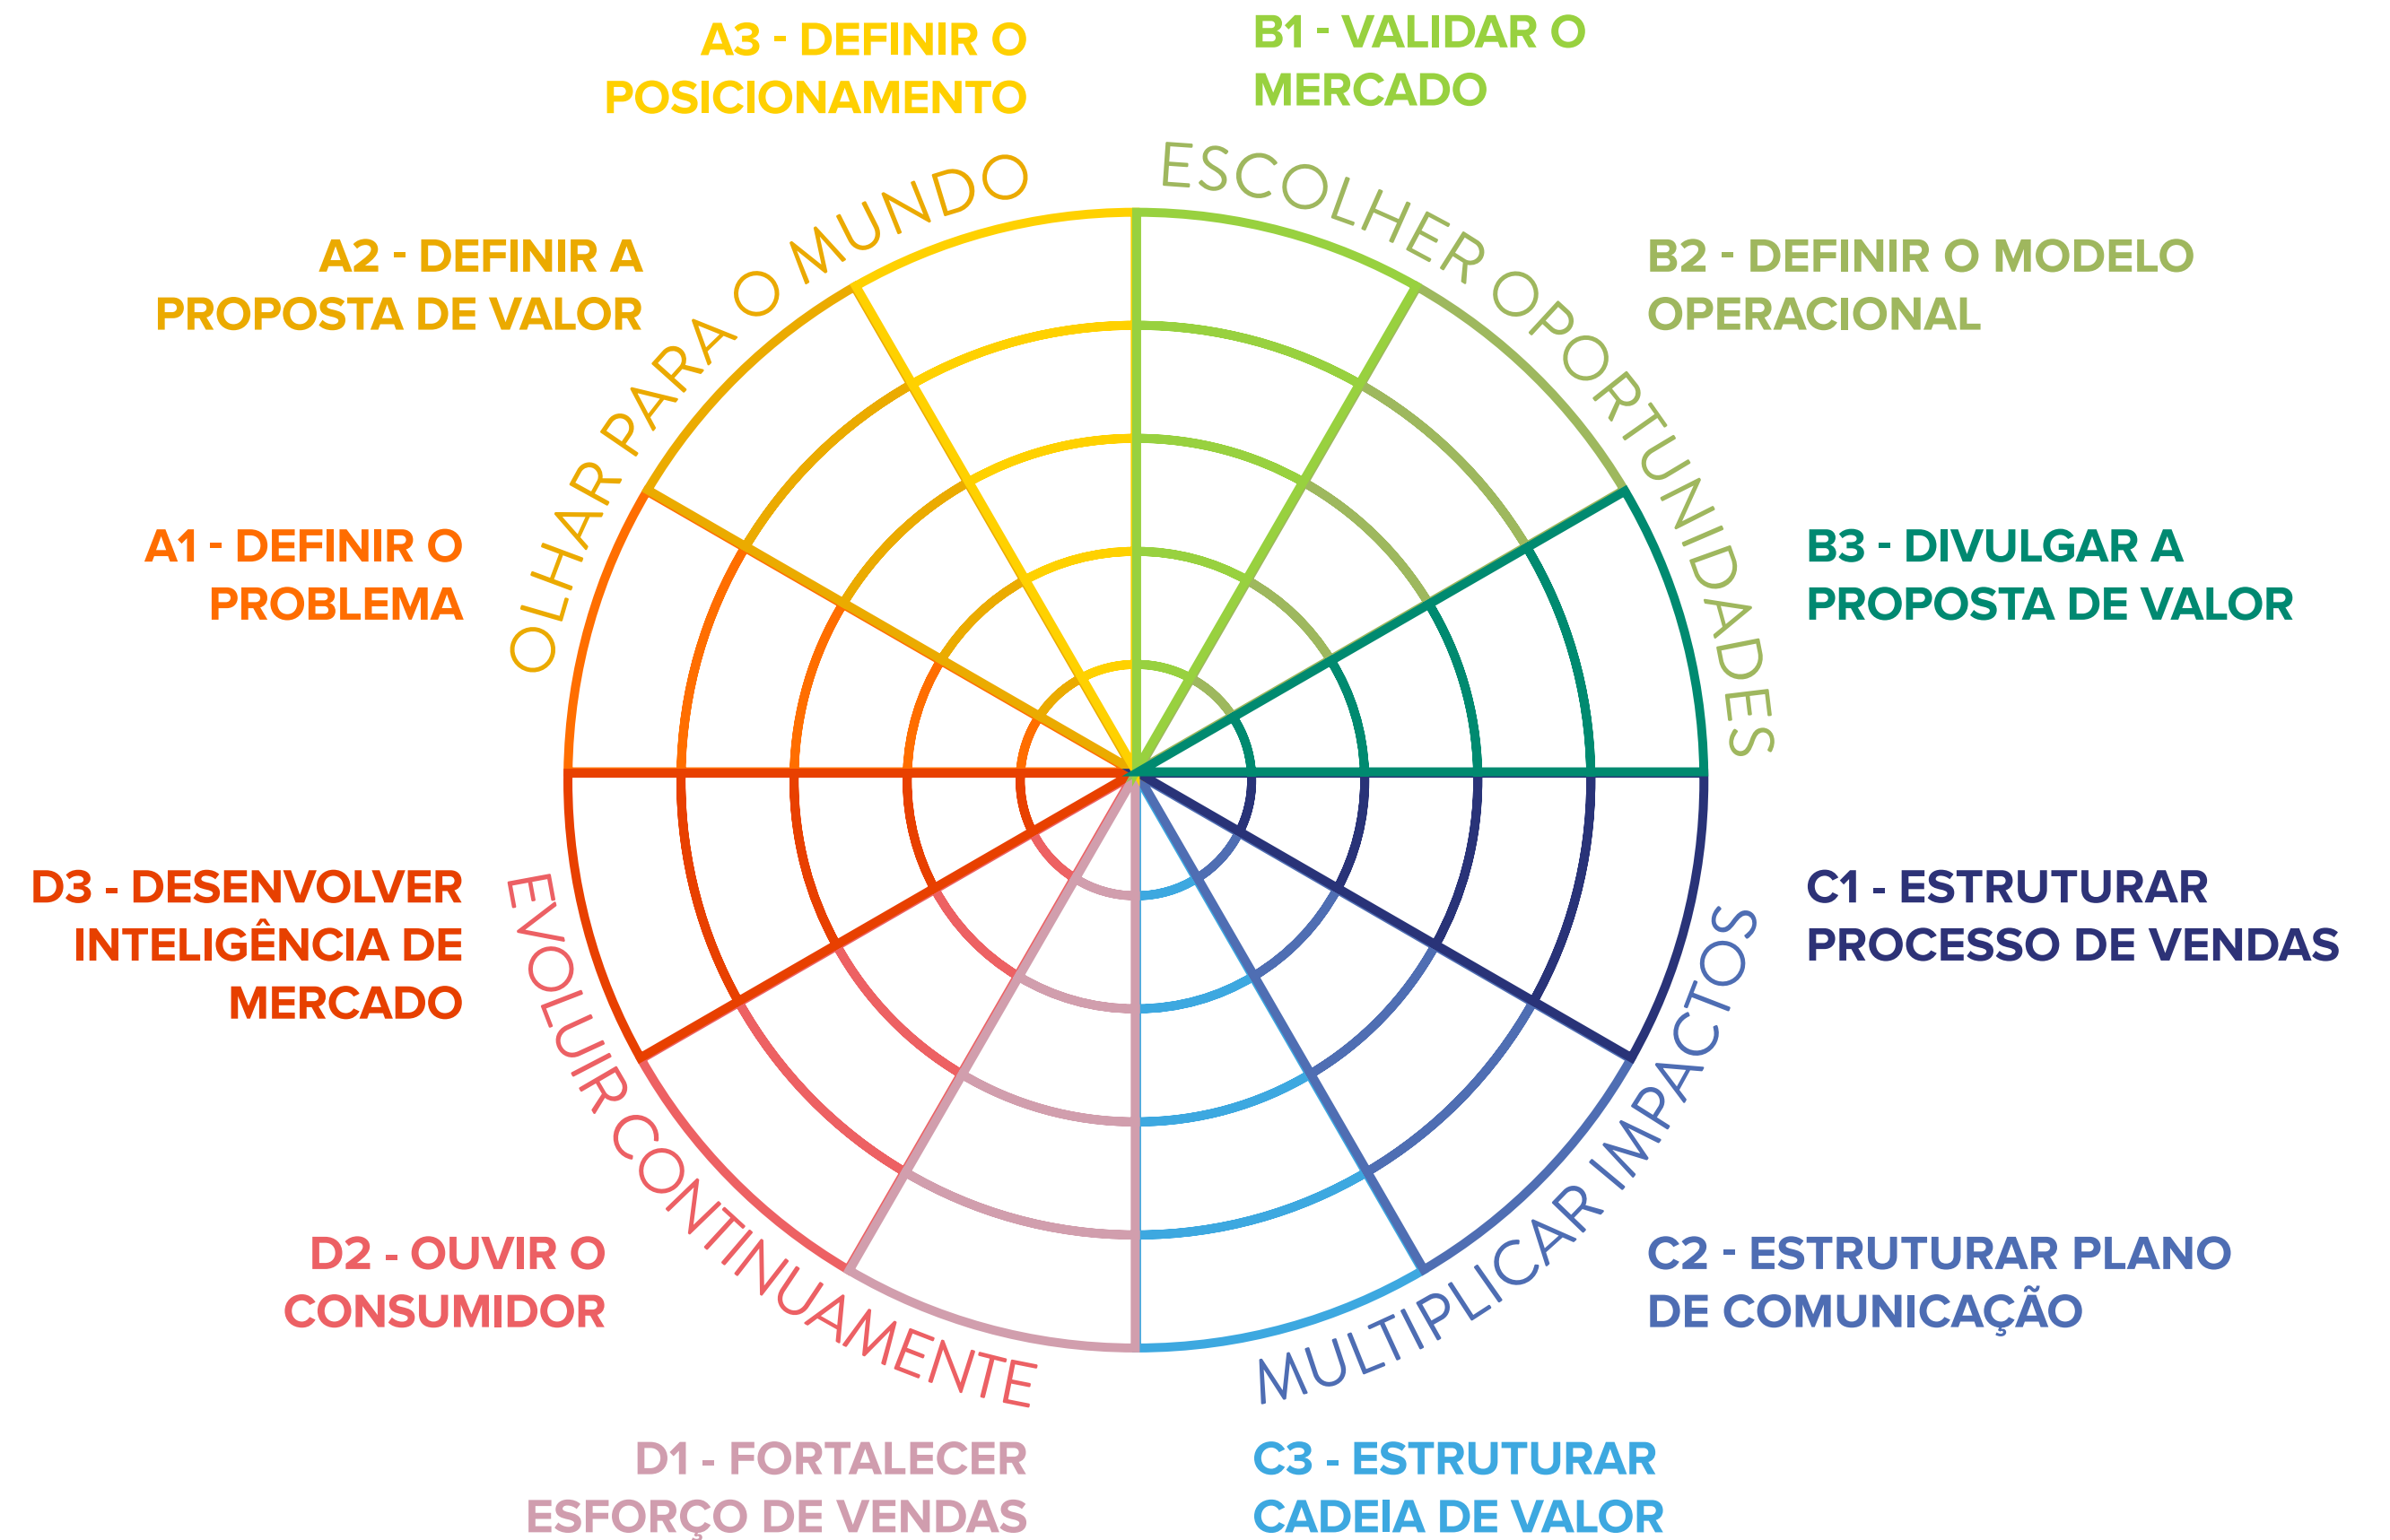 A3 - DEFINIR O
POSICIONAMENTO
B1 - VALIDAR O
MERCADO
OLHAR PARA O MUNDO
ESCOLHER OPORTUNIDADES
A2 - DEFINIR A
PROPOSTA DE VALOR
B2 - DEFINIR O MODELO
OPERACIONAL
A1 - DEFINIR O
PROBLEMA
B3 - DIVULGAR A
PROPOSTA DE VALOR
D3 - DESENVOLVER
INTELIGÊNCIA DE
MERCADO
C1 - ESTRUTURAR
PROCESSO DE VENDAS
EVOLUIR CONTINUAMENTE
MULTIPLICAR IMPACTOS
D2 - OUVIR O
CONSUMIDOR
C2 - ESTRUTURAR PLANO
DE COMUNICAÇÃO
D1 - FORTALECER
ESFORÇO DE VENDAS
C3 - ESTRUTURAR
CADEIA DE VALOR